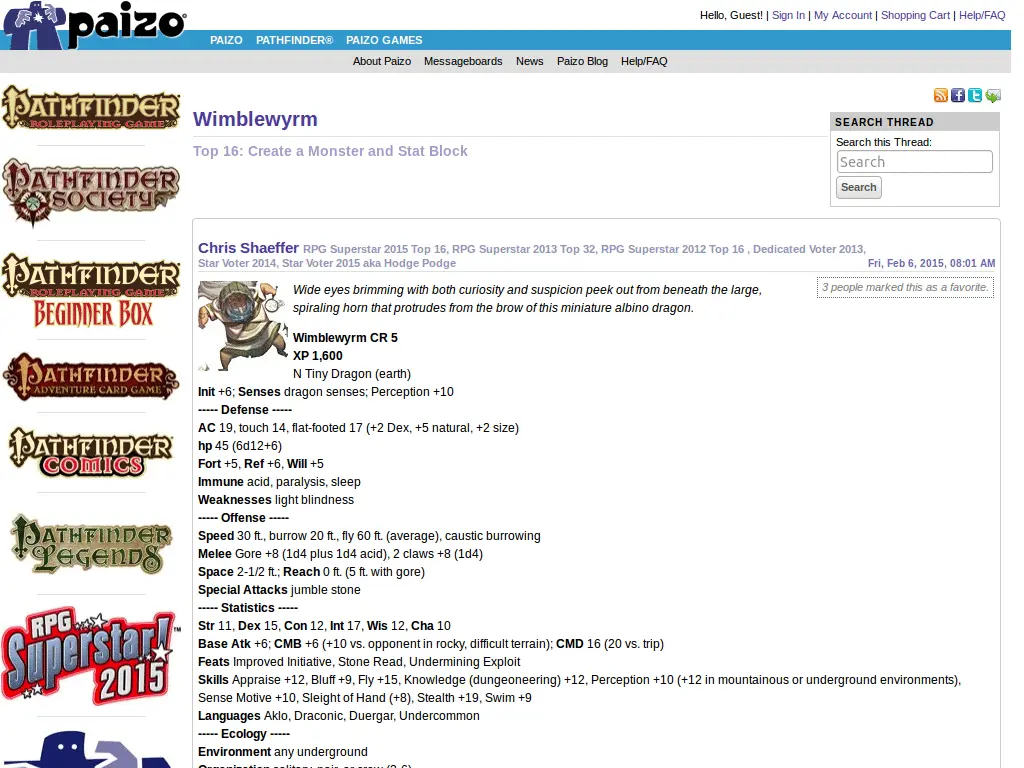 paizo
Hello, Guest! | Sign In | My Account | Shopping Cart | Help/FAQ
PAIZO PATHFINDER® PAIZO GAMES
About Paizo Messageboards News Paizo Blog Help/FAQ
PATHFINDER
ROLEPLAYING GAME
PATHFINDER
SOCIETY
PATHFINDER
ROLEPLAYING GAME
BEGINNER BOX
PATHFINDER
ADVENTURE CARD GAME
PATHFINDER
COMICS
PATHFINDER
LEGENDS
RPG
Superstar!™
2015
Wimblewyrm
Top 16: Create a Monster and Stat Block
SEARCH THREAD
Search this Thread:
Search
Search
Chris Shaeffer RPG Superstar 2015 Top 16, RPG Superstar 2013 Top 32, RPG Superstar 2012 Top 16 , Dedicated Voter 2013,
Star Voter 2014, Star Voter 2015 aka Hodge Podge
Fri, Feb 6, 2015, 08:01 AM
3 people marked this as a favorite.
Wide eyes brimming with both curiosity and suspicion peek out from beneath the large,
spiraling horn that protrudes from the brow of this miniature albino dragon.
Wimblewyrm CR 5
XP 1,600
N Tiny Dragon (earth)
Init +6; Senses dragon senses; Perception +10
----- Defense -----
AC 19, touch 14, flat-footed 17 (+2 Dex, +5 natural, +2 size)
hp 45 (6d12+6)
Fort +5, Ref +6, Will +5
Immune acid, paralysis, sleep
Weaknesses light blindness
----- Offense -----
Speed 30 ft., burrow 20 ft., fly 60 ft. (average), caustic burrowing
Melee Gore +8 (1d4 plus 1d4 acid), 2 claws +8 (1d4)
Space 2-1/2 ft.; Reach 0 ft. (5 ft. with gore)
Special Attacks jumble stone
----- Statistics -----
Str 11, Dex 15, Con 12, Int 17, Wis 12, Cha 10
Base Atk +6; CMB +6 (+10 vs. opponent in rocky, difficult terrain); CMD 16 (20 vs. trip)
Feats Improved Initiative, Stone Read, Undermining Exploit
Skills Appraise +12, Bluff +9, Fly +15, Knowledge (dungeoneering) +12, Perception +10 (+12 in mountainous or underground environments),
Sense Motive +10, Sleight of Hand (+8), Stealth +19, Swim +9
Languages Aklo, Draconic, Duergar, Undercommon
----- Ecology -----
Environment any underground
Organization solitary, pair, or crew (3-6)